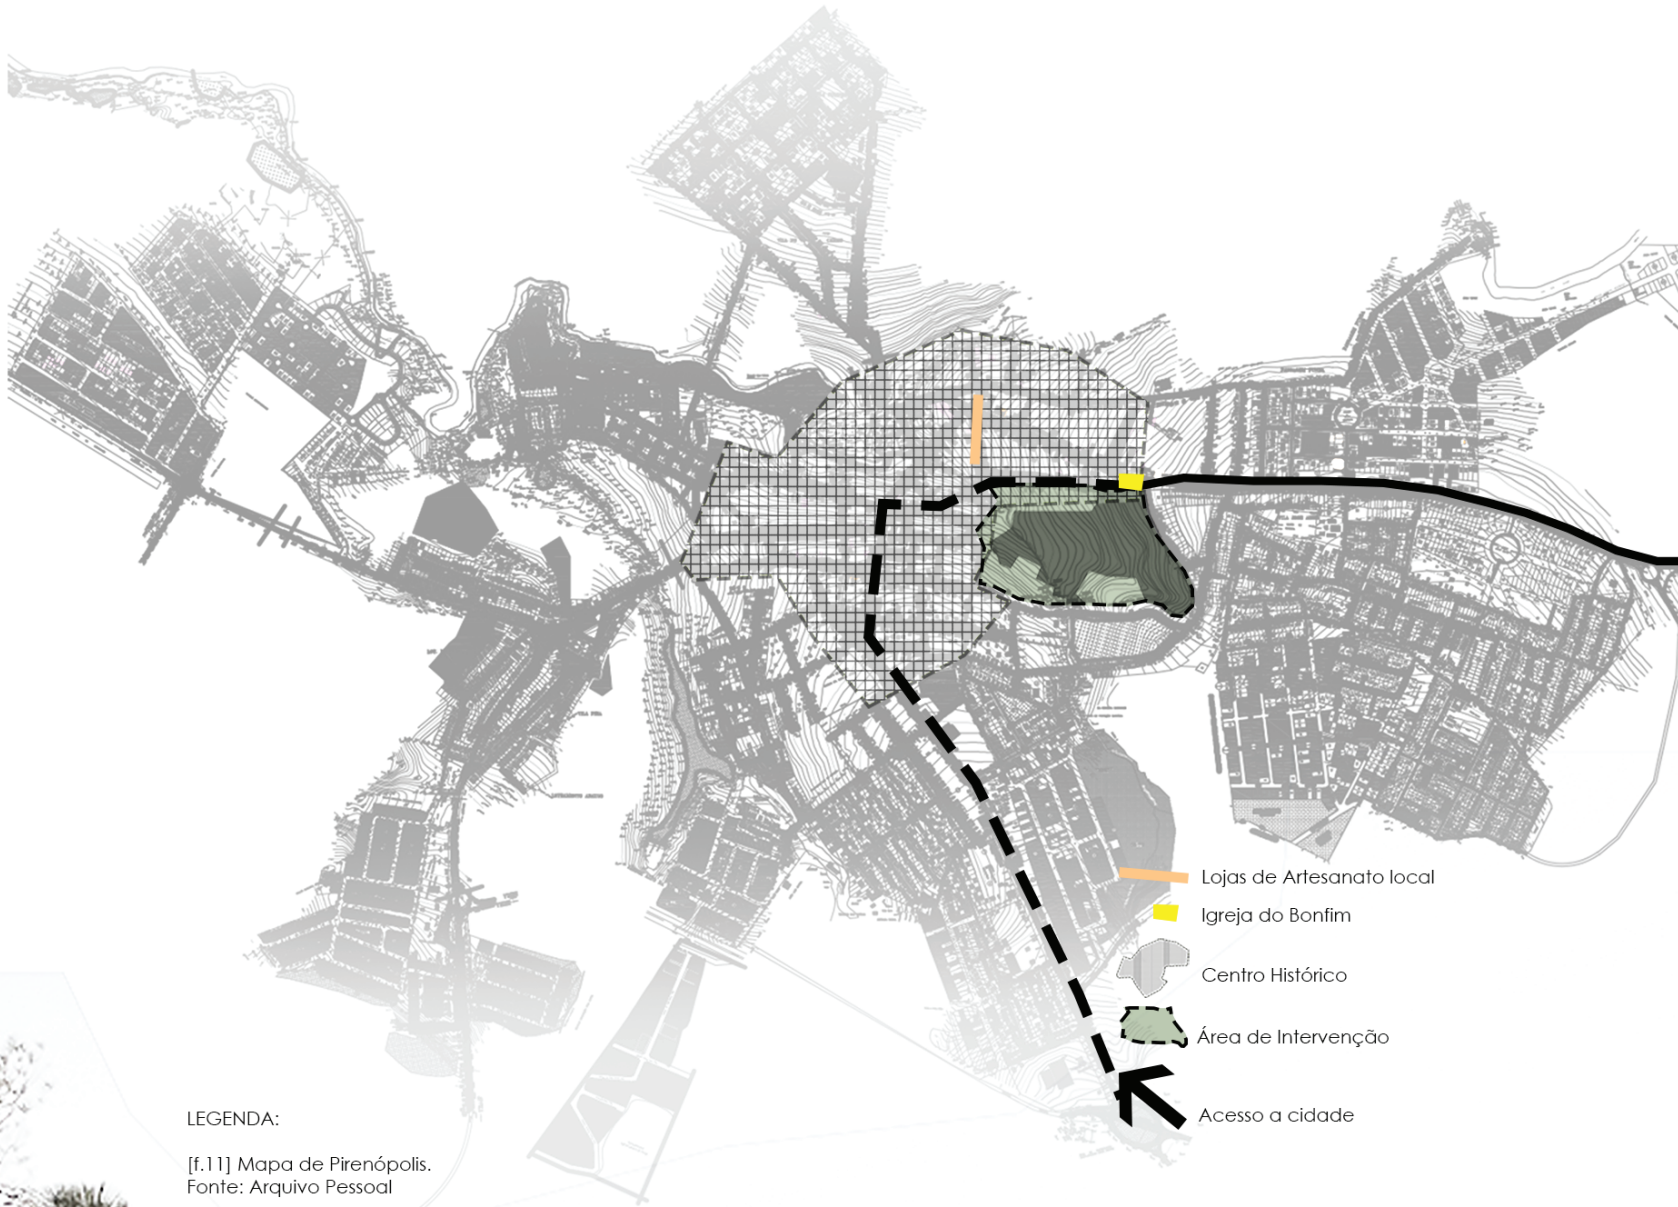 Lojas de Artesanato local
Igreja do Bonfim
Centro Histórico
Área de Intervenção
Acesso a cidade
LEGENDA:
[f.11] Mapa de Pirenópolis.
Fonte: Arquivo Pessoal